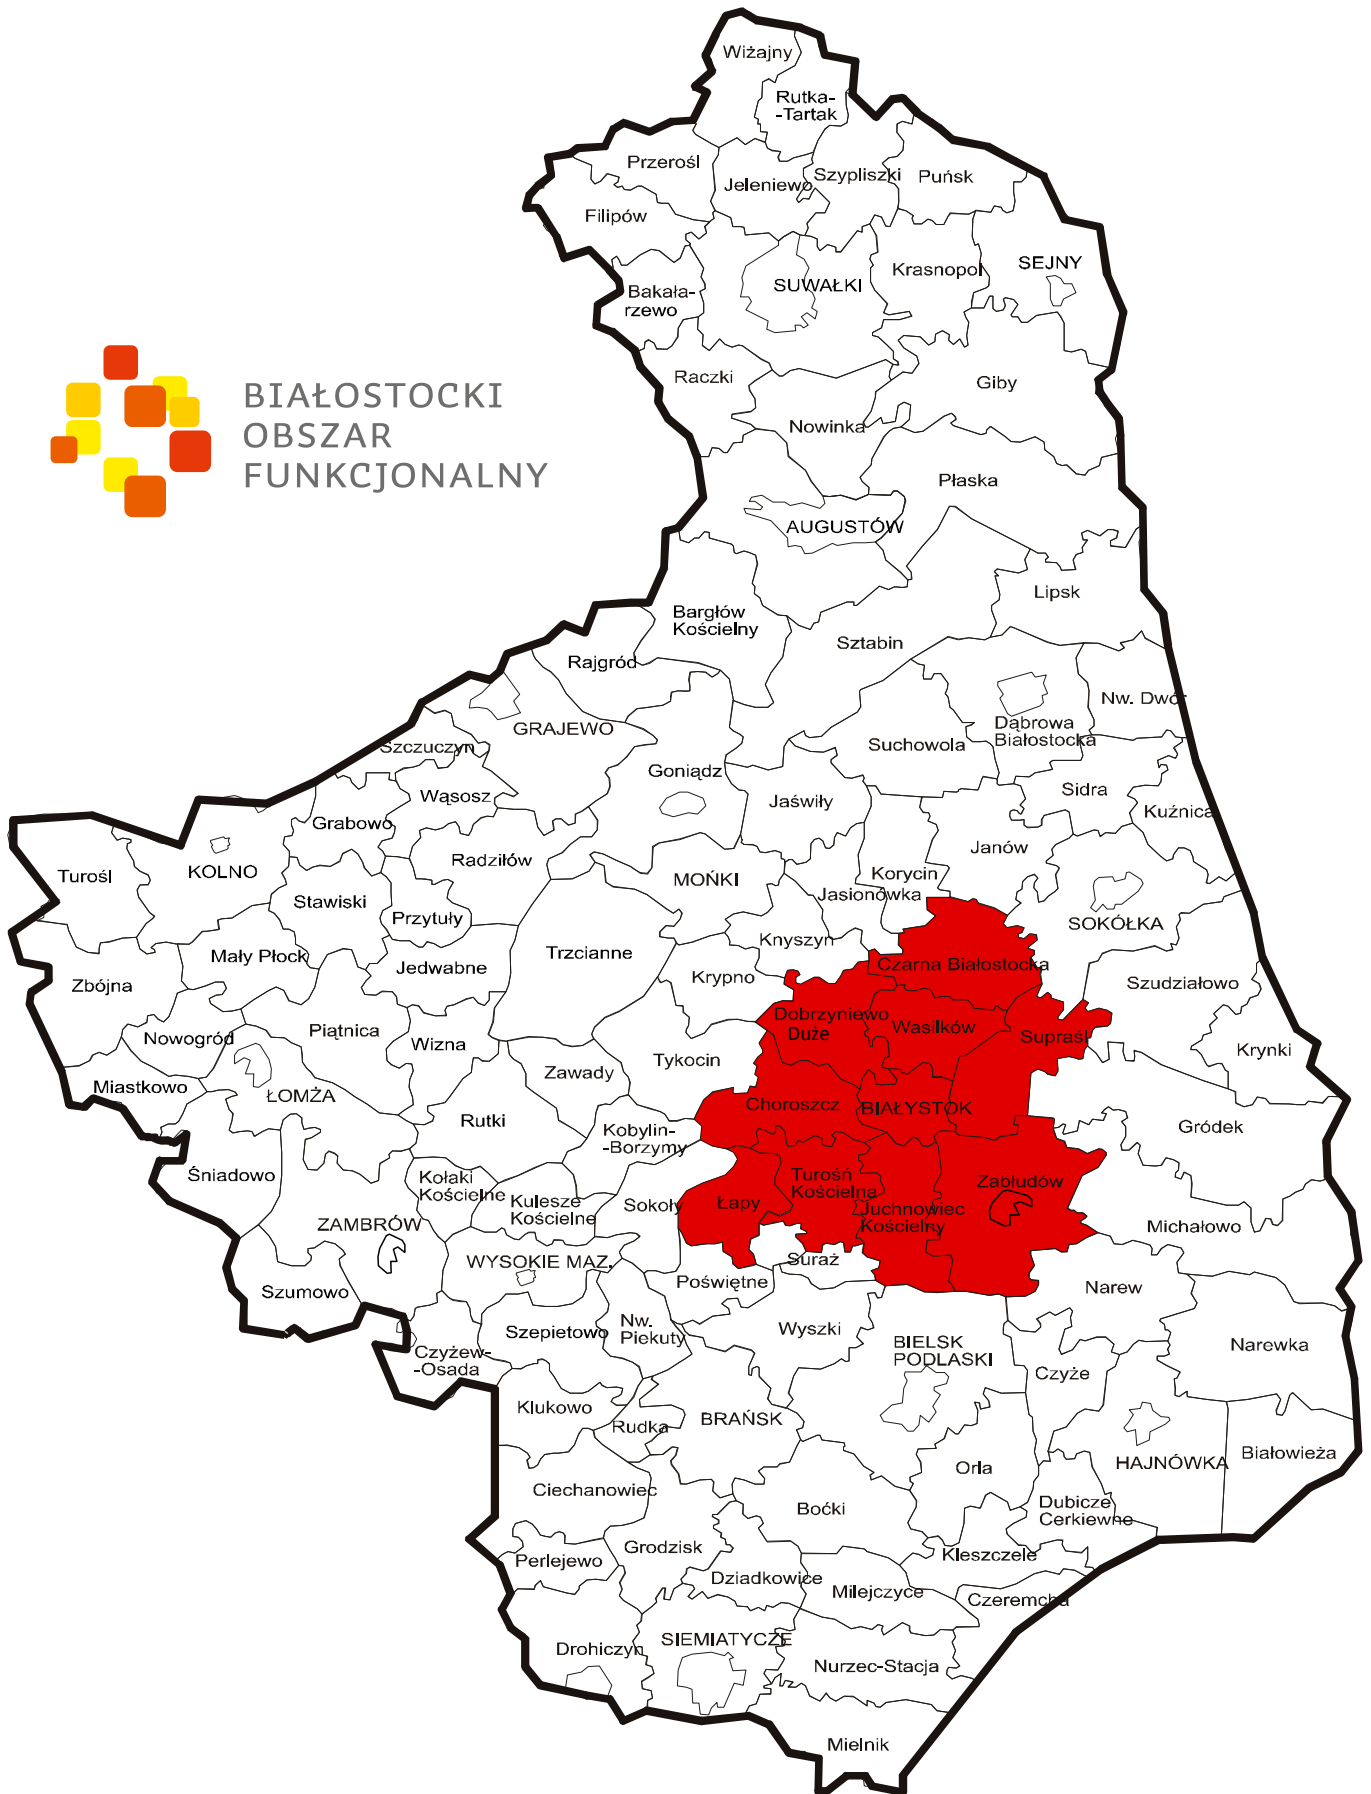 Wiżajny
Rutka-
-Tartak
Przerośl
Jeleniewo
Szypliszki
Puńsk
Filipów
SUWAŁKI
Krasnopol
SEJNY
Bakała-
rzewo
BIAŁOSTOCKI
OBSZAR
FUNKCJONALNY
Raczki
Giby
Nowinka
Płaska
AUGUSTÓW
Lipsk
Bargłów
Kościelny
Sztabin
Rajgród
Nw. Dwór
GRAJEWO
Dąbrowa
Białostocka
Szczuczyn
Suchowola
Goniądz
Wąsosz
Jaświły
Sidra
Kuźnica
Grabowo
Radziłów
Janów
Turośl
KOLNO
MOŃKI
Korycin
Jasionówka
Stawiski
Przytuły
SOKÓŁKA
Knyszyn
Mały Płock
Jedwabne
Trzcianne
Krypno
Czarna Białostocka
Zbójna
Szudziałowo
Dobrzyniewo
Duże
Wasilków
Supraśl
Nowogród
Piątnica
Wizna
Krynki
Tykocin
Zawady
Miastkowo
ŁOMŻA
Choroszcz
BIAŁYSTOK
Rutki
Kobylin-
-Borzymy
Gródek
Śniadowo
Kołaki
Kościelne
Turośń
Kościelna
Zabłudów
Kulesze
Kościelne
Sokoły
Łapy
Juchnowiec
Kościelny
ZAMBRÓW
Michałowo
WYSOKIE MAZ.
Suraż
Szumowo
Poświętne
Narew
Szepietowo
Nw.
Piekuty
Wyszki
BIELSK
PODLASKI
Narewka
Czyżew-
-Osada
Czyże
Klukowo
Rudka
BRAŃSK
HAJNÓWKA
Białowieża
Orla
Ciechanowiec
Boćki
Dubicze
Cerkiewne
Perlejewo
Grodzisk
Kleszczele
Dziadkowice
Milejczyce
Czeremcha
Drohiczyn
SIEMIATYCZE
Nurzec-Stacja
Mielnik